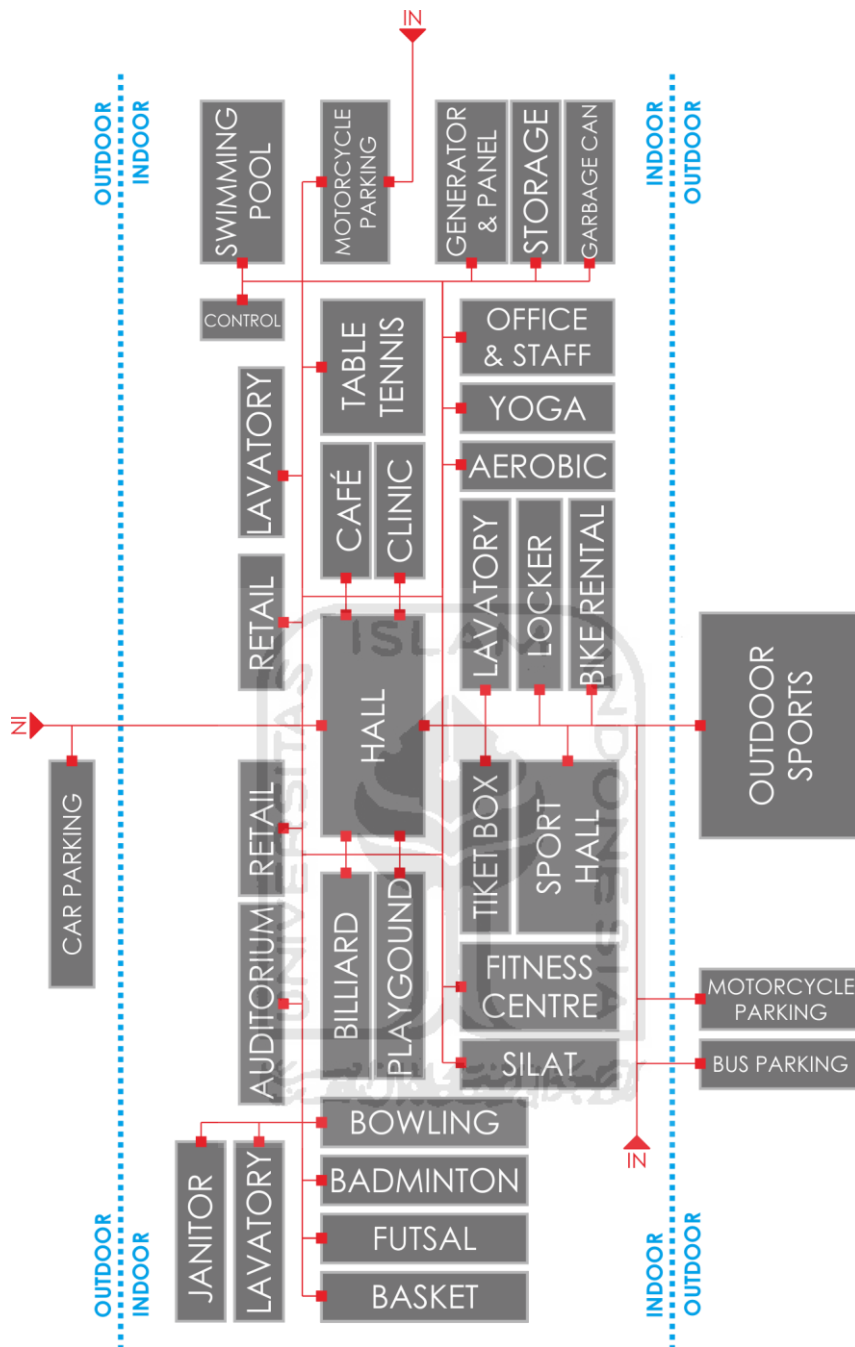 IN
OUTDOOR
INDOOR
SWIMMING
POOL
MOTORCYCLE
PARKING
GENERATOR
& PANEL
STORAGE
GARBAGE CAN
INDOOR
OUTDOOR
CONTROL
TABLE
TENNIS
OFFICE
& STAFF
LAVATORY
YOGA
CAFÉ
CLINIC
AEROBIC
RETAIL
LAVATORY
LOCKER
BIKE RENTAL
IN
HALL
OUTDOOR
SPORTS
CAR PARKING
RETAIL
TIKET BOX
SPORT
HALL
AUDITORIUM
BILLIARD
PLAYGOUND
FITNESS
CENTRE
MOTORCYCLE
PARKING
SILAT
BUS PARKING
BOWLING
IN
JANITOR
LAVATORY
BADMINTON
FUTSAL
BASKET
OUTDOOR
INDOOR
INDOOR
OUTDOOR
UNIVERSITAS
ISLAM
INDONESIA